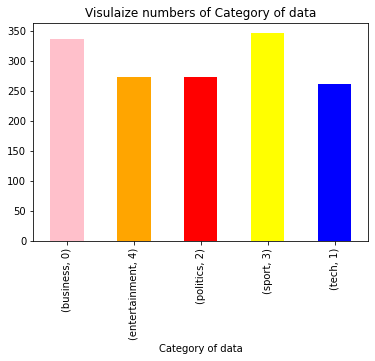 Visulaize numbers of Category of data
350
300
250
200
150
100
50
0
(business, 0)
(entertainment, 4)
(politics, 2)
(sport, 3)
(tech, 1)
Category of data